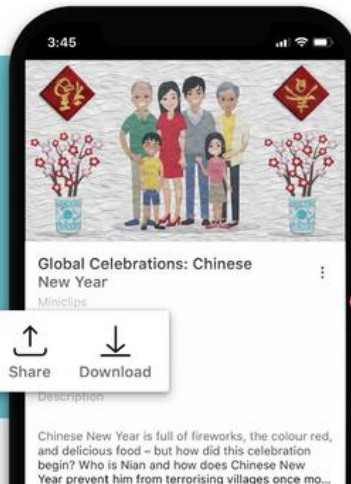 3:45
福
春
Global Celebrations: Chinese
New Year
Miniclips
Share
Download
Description
Chinese New Year is full of fireworks, the colour red,
and delicious food – but how did this celebration
begin? Who is Nian and how does Chinese New
Year prevent him from terrorising villages once mo...